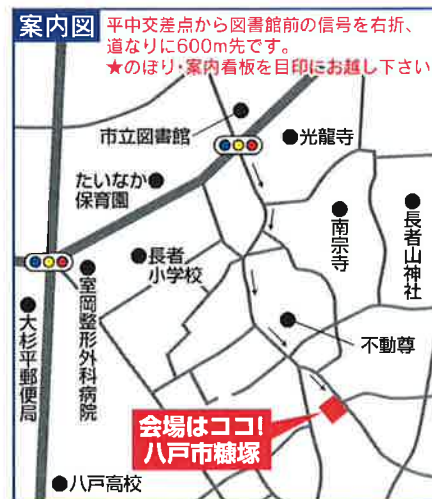 案内図
平中交差点から図書館前の信号を右折、
道なりに600m先です。
★のぼり・案内看板を目印にお越し下さい
市立図書館
光龍寺
たいなか
保育園
長者
小学校
南宗寺
長者山神社
室岡整形外科病院
大杉平郵便局
不動尊
会場はココ!
八戸市糠塚
八戸高校